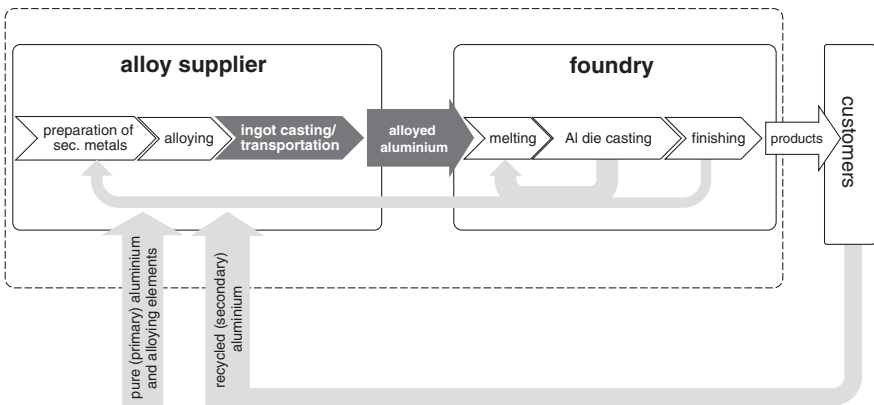 alloy supplier
foundry
preparation of
sec. metals
alloying
ingot casting/
transportation
alloyed
aluminium
melting
Al die casting
finishing
products
customers
pure (primary) aluminium
and alloying elements
recycled (secondary)
aluminium